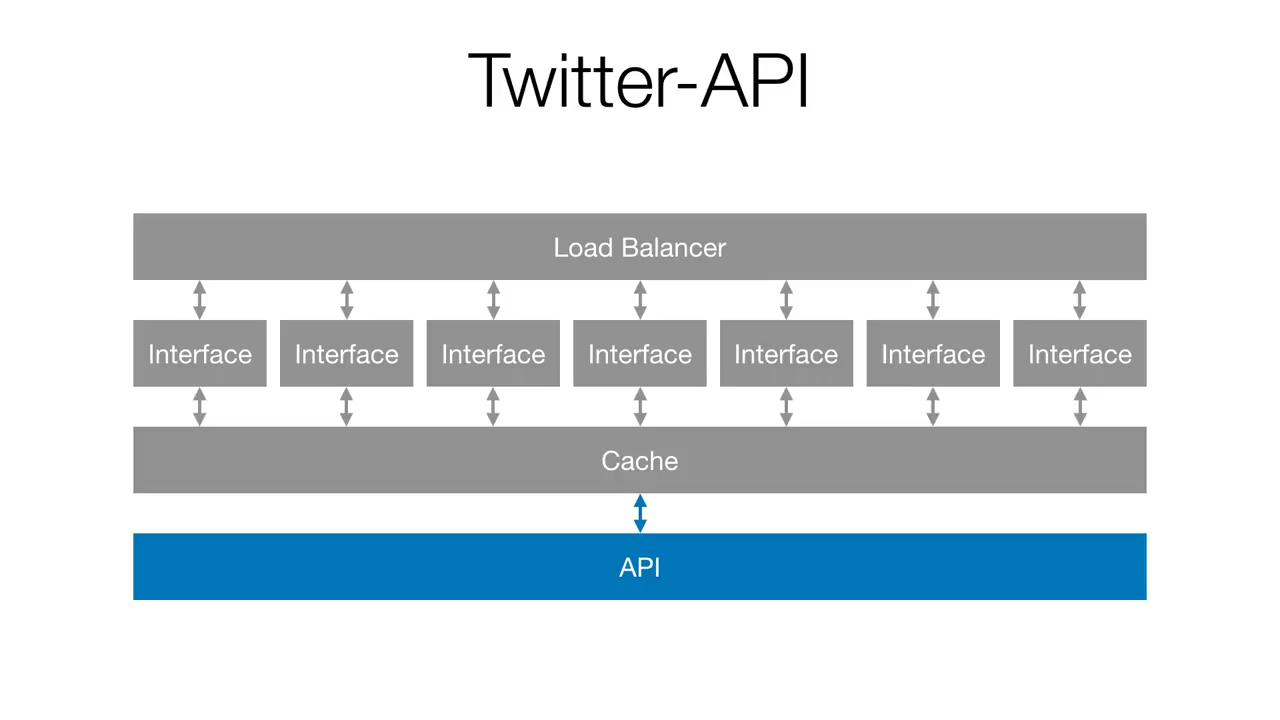 Twitter-API
Load Balancer
Interface Interface Interface Interface Interface Interface Interface
Cache
API